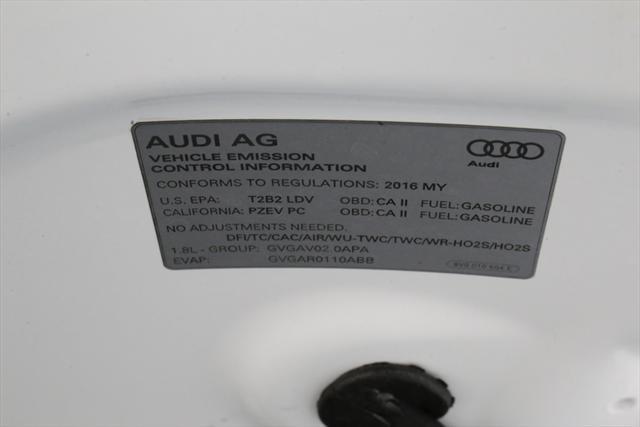 AUDI AG
VEHICLE EMISSION
CONTROL INFORMATION
Audi
CONFORMS TO REGULATIONS: 2016 MY
U.S. EPA: T2B2 LDV OBD: CA II FUEL: GASOLINE
CALIFORNIA: PZEV PC OBD: CA II FUEL: GASOLINE
NO ADJUSTMENTS NEEDED.
DFI/TC/CAC/AIR/WU-TWC/TWC/WR-HO2S/HO2S
1.8L - GROUP: GVGAV02.0APA
EVAP: GVGAR0110ABB